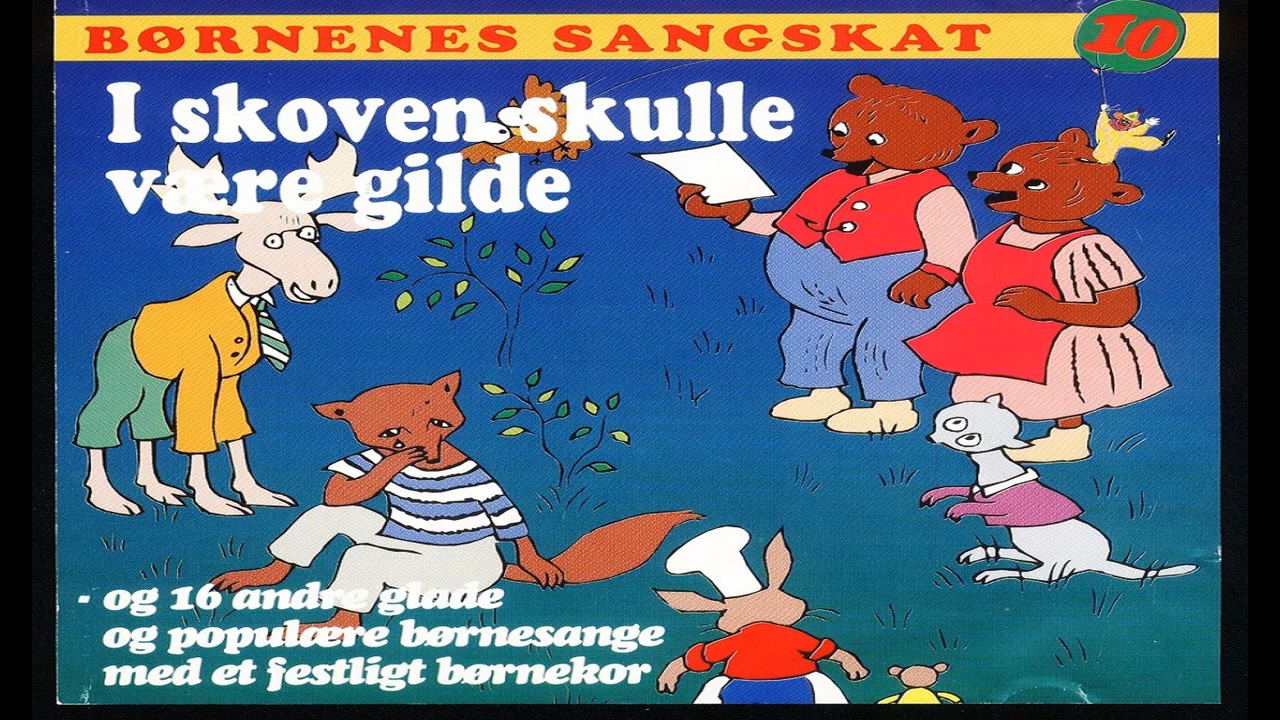 BØRNENES SANGSKAT
10
I skoven skulle
være gilde
- og 16 andre glade
og populære børnesange
med et festligt børnekor